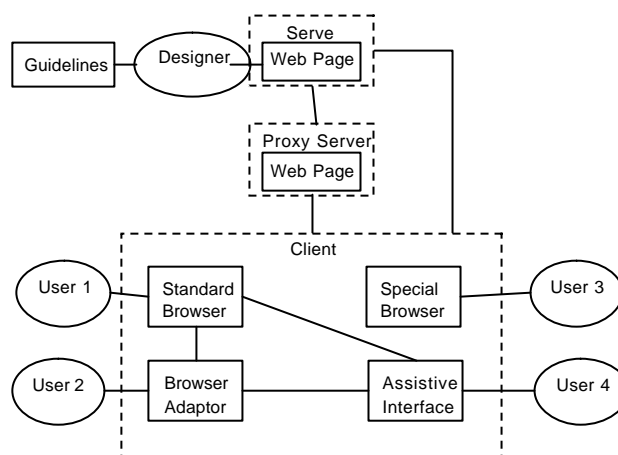 Serve
Guidelines
Designer
Web Page
Proxy Server
Web Page
Client
User 1
Standard
Browser
Special
Browser
User 3
User 2
Browser
Adaptor
Assistive
Interface
User 4